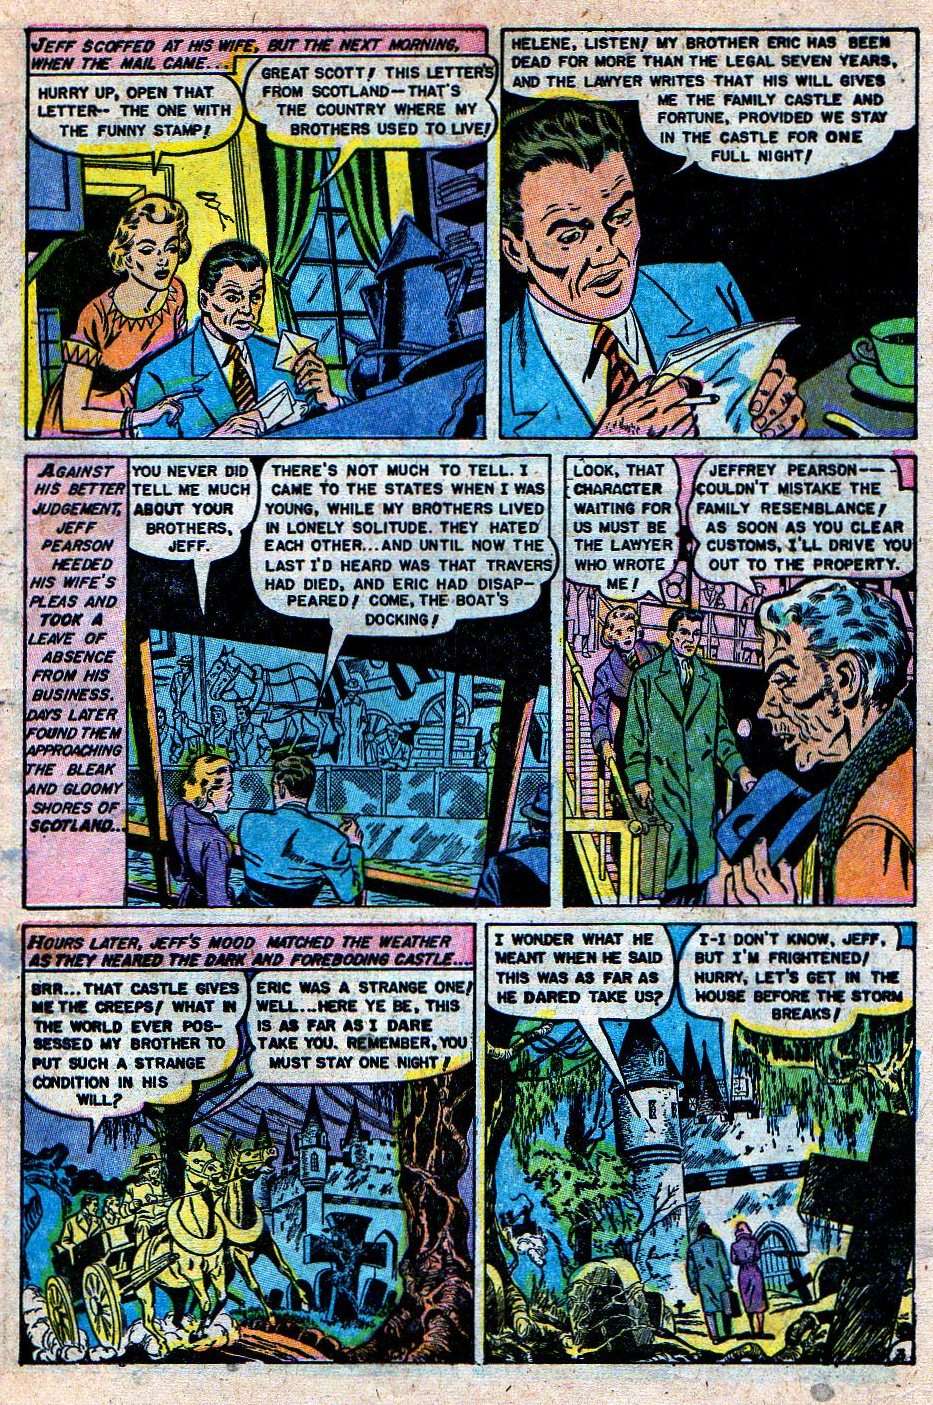 JEFF SCOFFED AT HIS WIFE, BUT THE NEXT MORNING,
WHEN THE MAIL CAME...
HURRY UP, OPEN THAT
LETTER-- THE ONE WITH
THE FUNNY STAMP!
GREAT SCOTT! THIS LETTER'S
FROM SCOTLAND--THAT'S
THE COUNTRY WHERE MY
BROTHERS USED TO LIVE!
HELENE, LISTEN! MY BROTHER ERIC HAS BEEN
DEAD FOR MORE THAN THE LEGAL SEVEN YEARS,
AND THE LAWYER WRITES THAT HIS WILL GIVES
ME THE FAMILY CASTLE AND
FORTUNE, PROVIDED WE STAY
IN THE CASTLE FOR ONE
FULL NIGHT!
AGAINST
HIS BETTER
JUDGEMENT,
JEFF
PEARSON
HEEDED
HIS WIFE'S
PLEAS AND
TOOK A
LEAVE OF
ABSENCE
FROM HIS
BUSINESS.
DAYS LATER
FOUND THEM
APPROACHING
THE BLEAK
AND GLOOMY
SHORES OF
SCOTLAND...
YOU NEVER DID
TELL ME MUCH
ABOUT YOUR
BROTHERS,
JEFF.
THERE'S NOT MUCH TO TELL. I
CAME TO THE STATES WHEN I WAS
YOUNG, WHILE MY BROTHERS LIVED
IN LONELY SOLITUDE. THEY HATED
EACH OTHER...AND UNTIL NOW THE
LAST I'D HEARD WAS THAT TRAVERS
HAD DIED, AND ERIC HAD DISAP-
PEARED! COME, THE BOAT'S
DOCKING!
LOOK, THAT
CHARACTER
WAITING FOR
US MUST BE
THE LAWYER
WHO WROTE
ME!
JEFFREY PEARSON---
COULDN'T MISTAKE THE
FAMILY RESEMBLANCE!
AS SOON AS YOU CLEAR
CUSTOMS, I'LL DRIVE YOU
OUT TO THE PROPERTY.
HOURS LATER, JEFF'S MOOD MATCHED THE WEATHER
AS THEY NEARED THE DARK AND FOREBODING CASTLE...
BRR...THAT CASTLE GIVES
ME THE CREEPS! WHAT IN
THE WORLD EVER POS-
SESSED MY BROTHER TO
PUT SUCH A STRANGE
CONDITION IN HIS
WILL?
ERIC WAS A STRANGE ONE!
WELL...HERE YE BE, THIS
IS AS FAR AS I DARE
TAKE YOU. REMEMBER, YOU
MUST STAY ONE NIGHT!
I WONDER WHAT HE
MEANT WHEN HE SAID
THIS WAS AS FAR AS
HE DARED TAKE US?
I-I DON'T KNOW, JEFF,
BUT I'M FRIGHTENED!
HURRY, LET'S GET IN THE
HOUSE BEFORE THE STORM
BREAKS!